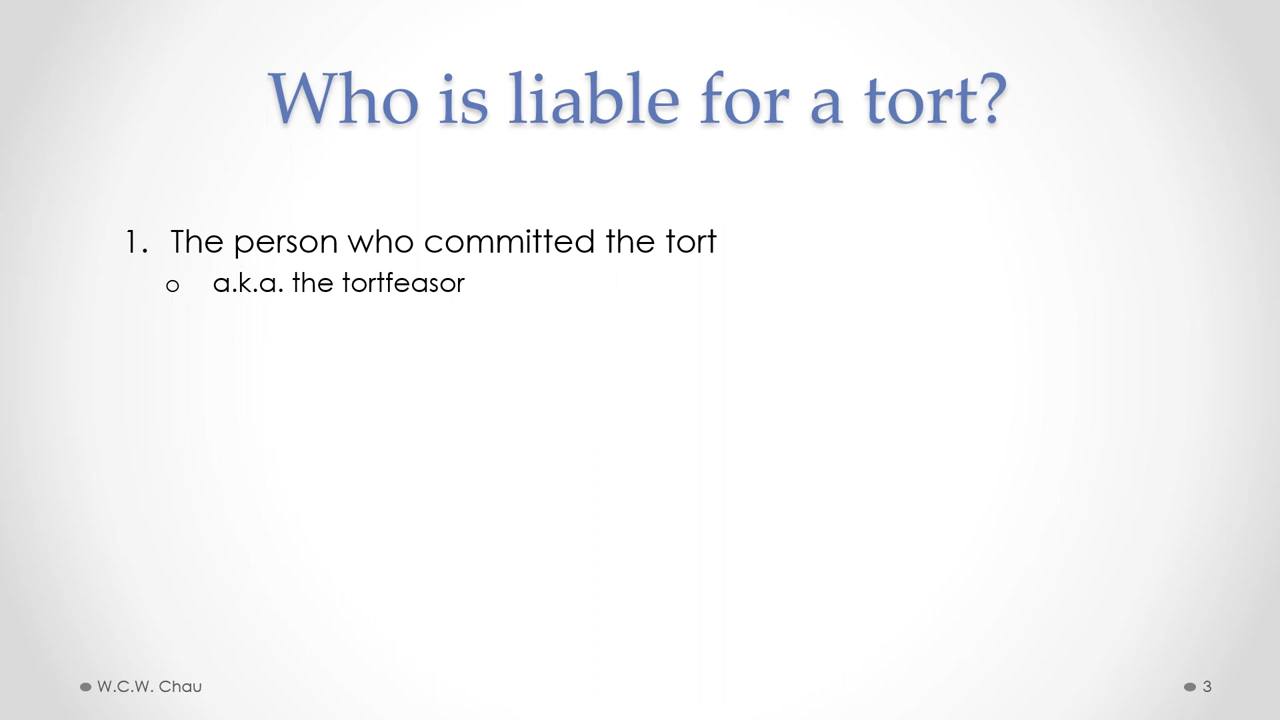 Who is liable for a tort?
1. The person who committed the tort
o a.k.a. the tortfeasor
W.C.W. Chau
3